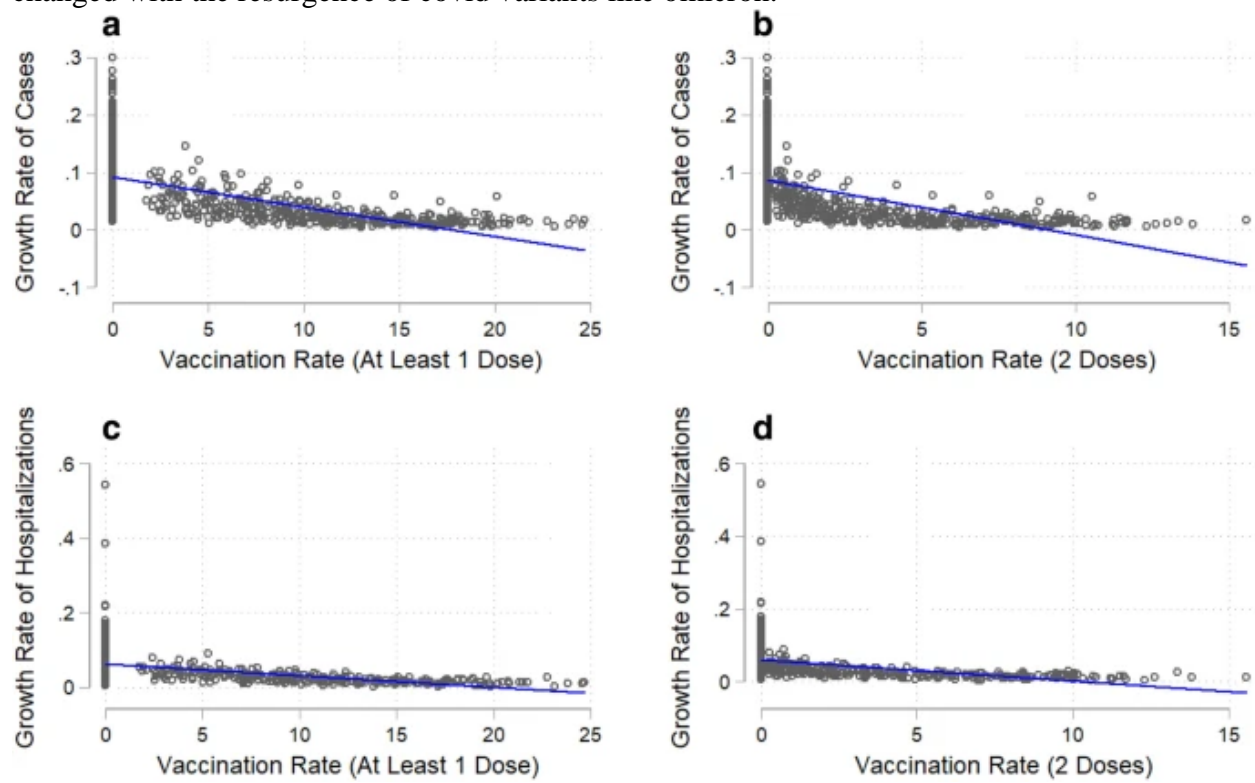 changed with the resurgence of covid variants like omicron.
a
Growth Rate of Cases
.3
.2
.1
0
-.1
0 5 10 15 20 25
Vaccination Rate (At Least 1 Dose)
b
Growth Rate of Cases
.3
.2
.1
0
-.1
0 5 10 15
Vaccination Rate (2 Doses)
c
Growth Rate of Hospitalizations
.6
.4
.2
0
0 5 10 15 20 25
Vaccination Rate (At Least 1 Dose)
d
Growth Rate of Hospitalizations
.6
.4
.2
0
0 5 10 15
Vaccination Rate (2 Doses)